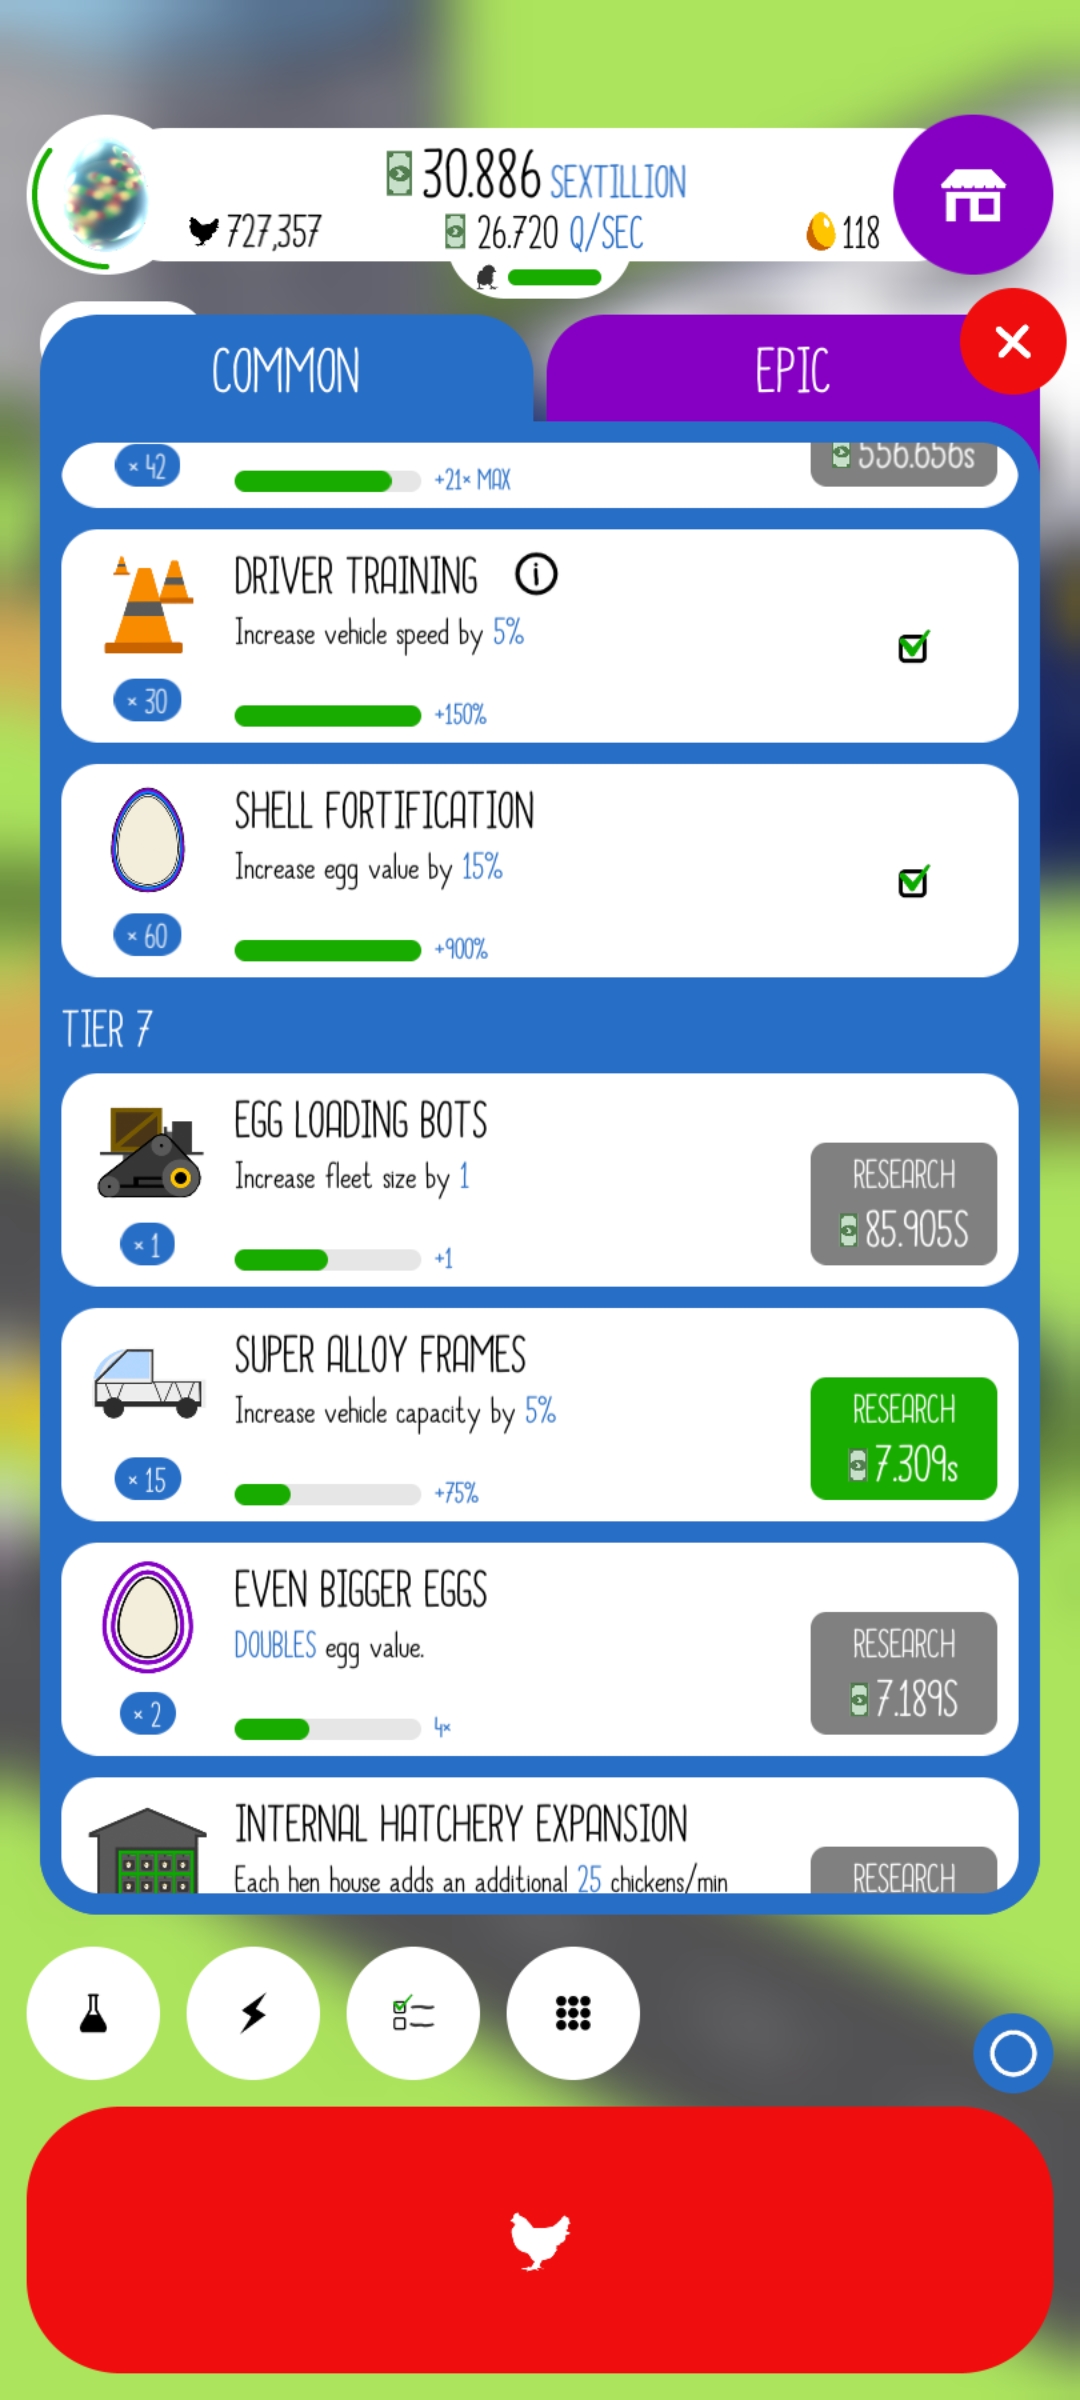 30.886 SEXTILLION
727,357
26.720 Q/SEC
118
COMMON
EPIC
× 42
+21× MAX
556.656s
DRIVER TRAINING i
Increase vehicle speed by 5%
× 30
+150%
SHELL FORTIFICATION
Increase egg value by 15%
× 60
+900%
TIER 7
EGG LOADING BOTS
Increase fleet size by 1
× 1
+1
RESEARCH
85.905S
SUPER ALLOY FRAMES
Increase vehicle capacity by 5%
× 15
+75%
RESEARCH
7.309s
EVEN BIGGER EGGS
DOUBLES egg value.
× 2
4×
RESEARCH
7.189S
INTERNAL HATCHERY EXPANSION
Each hen house adds an additional 25 chickens/min
RESEARCH